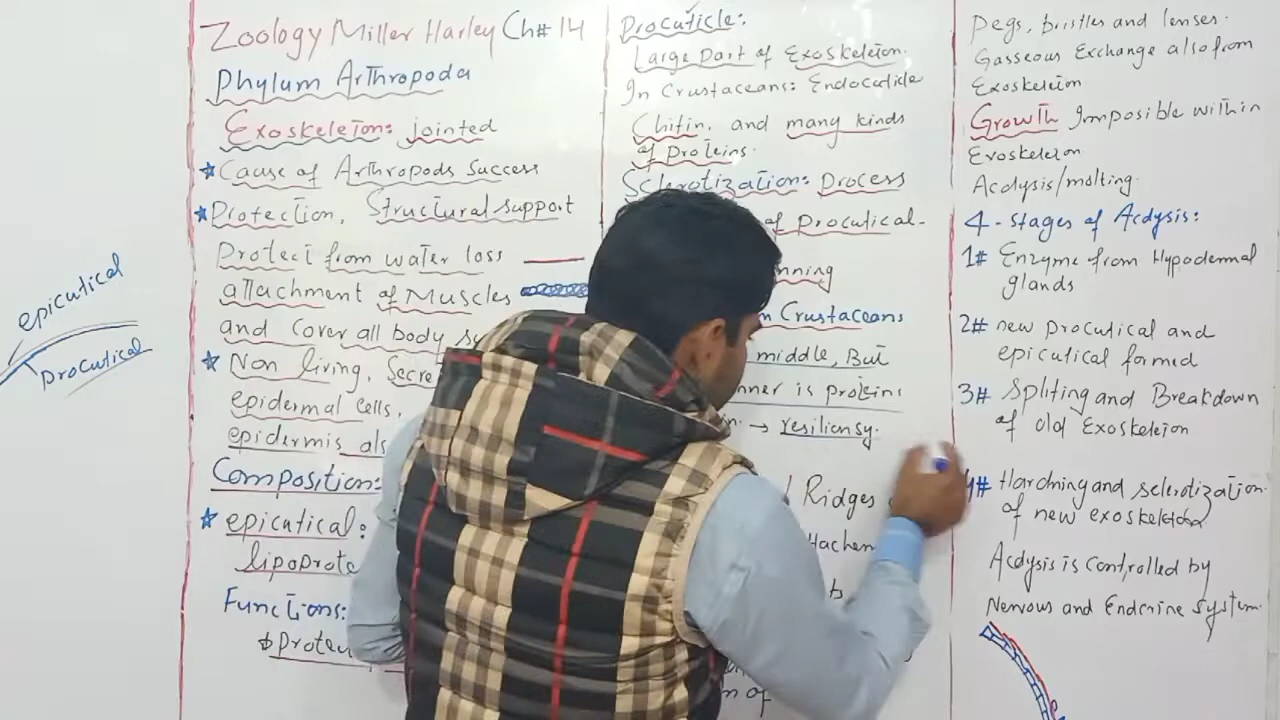 Zoology Miller Harley Ch# 14
Phylum Arthropoda
Exoskeleton: jointed
Cause of Arthropods Success
Protection, Structural support
Protect from water loss
attachment of Muscles
and Cover all body
Non living, Secre
epidermal cells,
epidermis als
Composition:
epicutical:
lipoprote
Functions:
Protec
epicutical
Procutical
Procuticle:
Large Part of Exoskeleton.
In Crustaceans: Endocuticle
Chitin, and many kinds
of Proteins.
Sclerotization: Process
of Procutical-
nning
Crustaceans
middle, But
nner is proteins
→ resiliensy.
Ridges
Hachem
n of
Pegs, bristles and lenses.
Gasseous Exchange also from
Exoskeleton
Growth Imposible within
Exoskeleton
Acdysis/molting.
4-Stages of Acdysis:
1# Enzyme from Hypodermal
glands
2# new procutical and
epicutical formed
3# Spliting and Breakdown
of old Exoskeleton
4# Hardning and sclerotization
of new exoskeleton
Acdysis is controlled by
Nervous and Endcrine System.